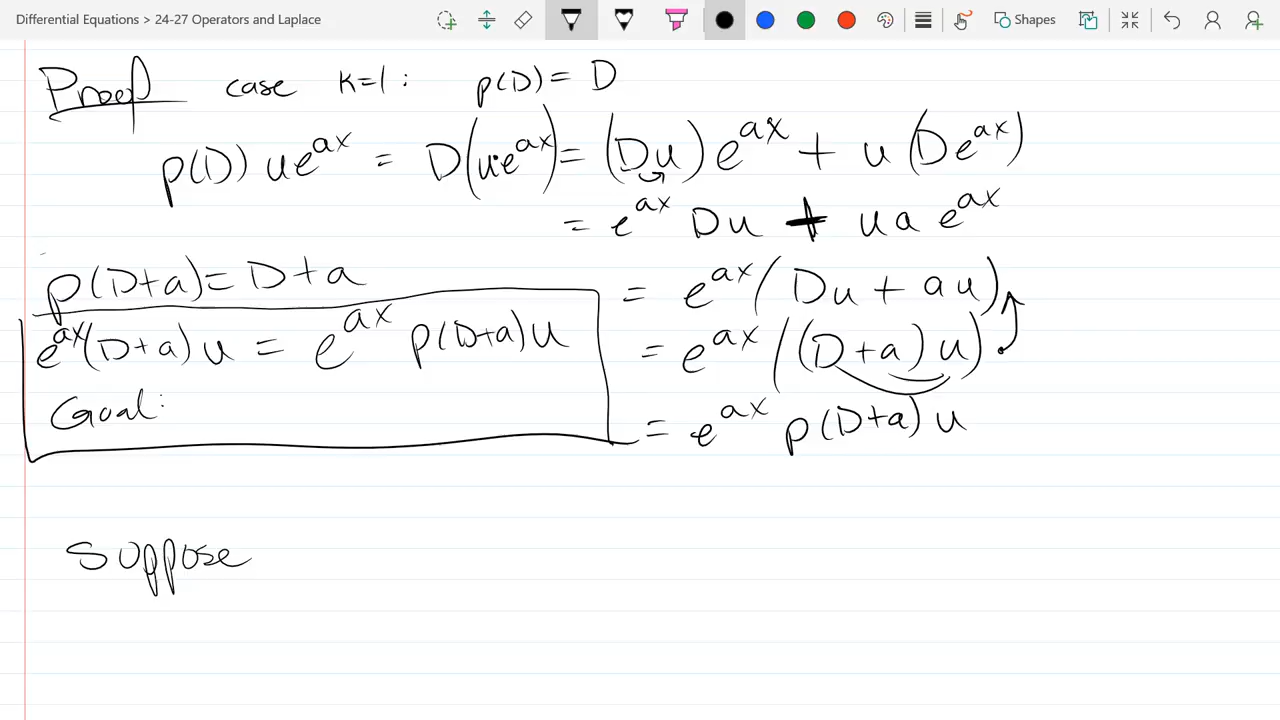 Differential Equations > 24-27 Operators and Laplace
Shapes
Proof case k=1: p(D) = D
p(D) ue^{ax} = D(u·e^{ax}) = (Du)e^{ax} + u(De^{ax})
= e^{ax} Du + ua e^{ax}
p(D+a) = D+a
= e^{ax}(Du + au)
e^{ax}(D+a)u = e^{ax} p(D+a)u
= e^{ax}((D+a)u)
Goal:
= e^{ax} p(D+a)u
Suppose